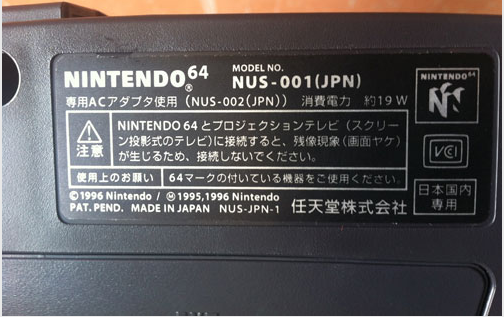 NINTENDO64® MODEL NO. NUS-001(JPN)
専用ACアダプタ使用 (NUS-002(JPN)) 消費電力 約19W
NINTENDO64
注意
NINTENDO 64 とプロジェクションテレビ (スクリー
ン投影式のテレビ)に接続すると、残像現象(画面ヤケ)
が生じるため、接続しないでください。
VCI
使用上のお願い 64マークの付いている機器をご使用ください。
©1996 Nintendo / Ⓜ1995,1996 Nintendo
PAT. PEND. MADE IN JAPAN NUS-JPN-1 任天堂株式会社
日本国内
専用